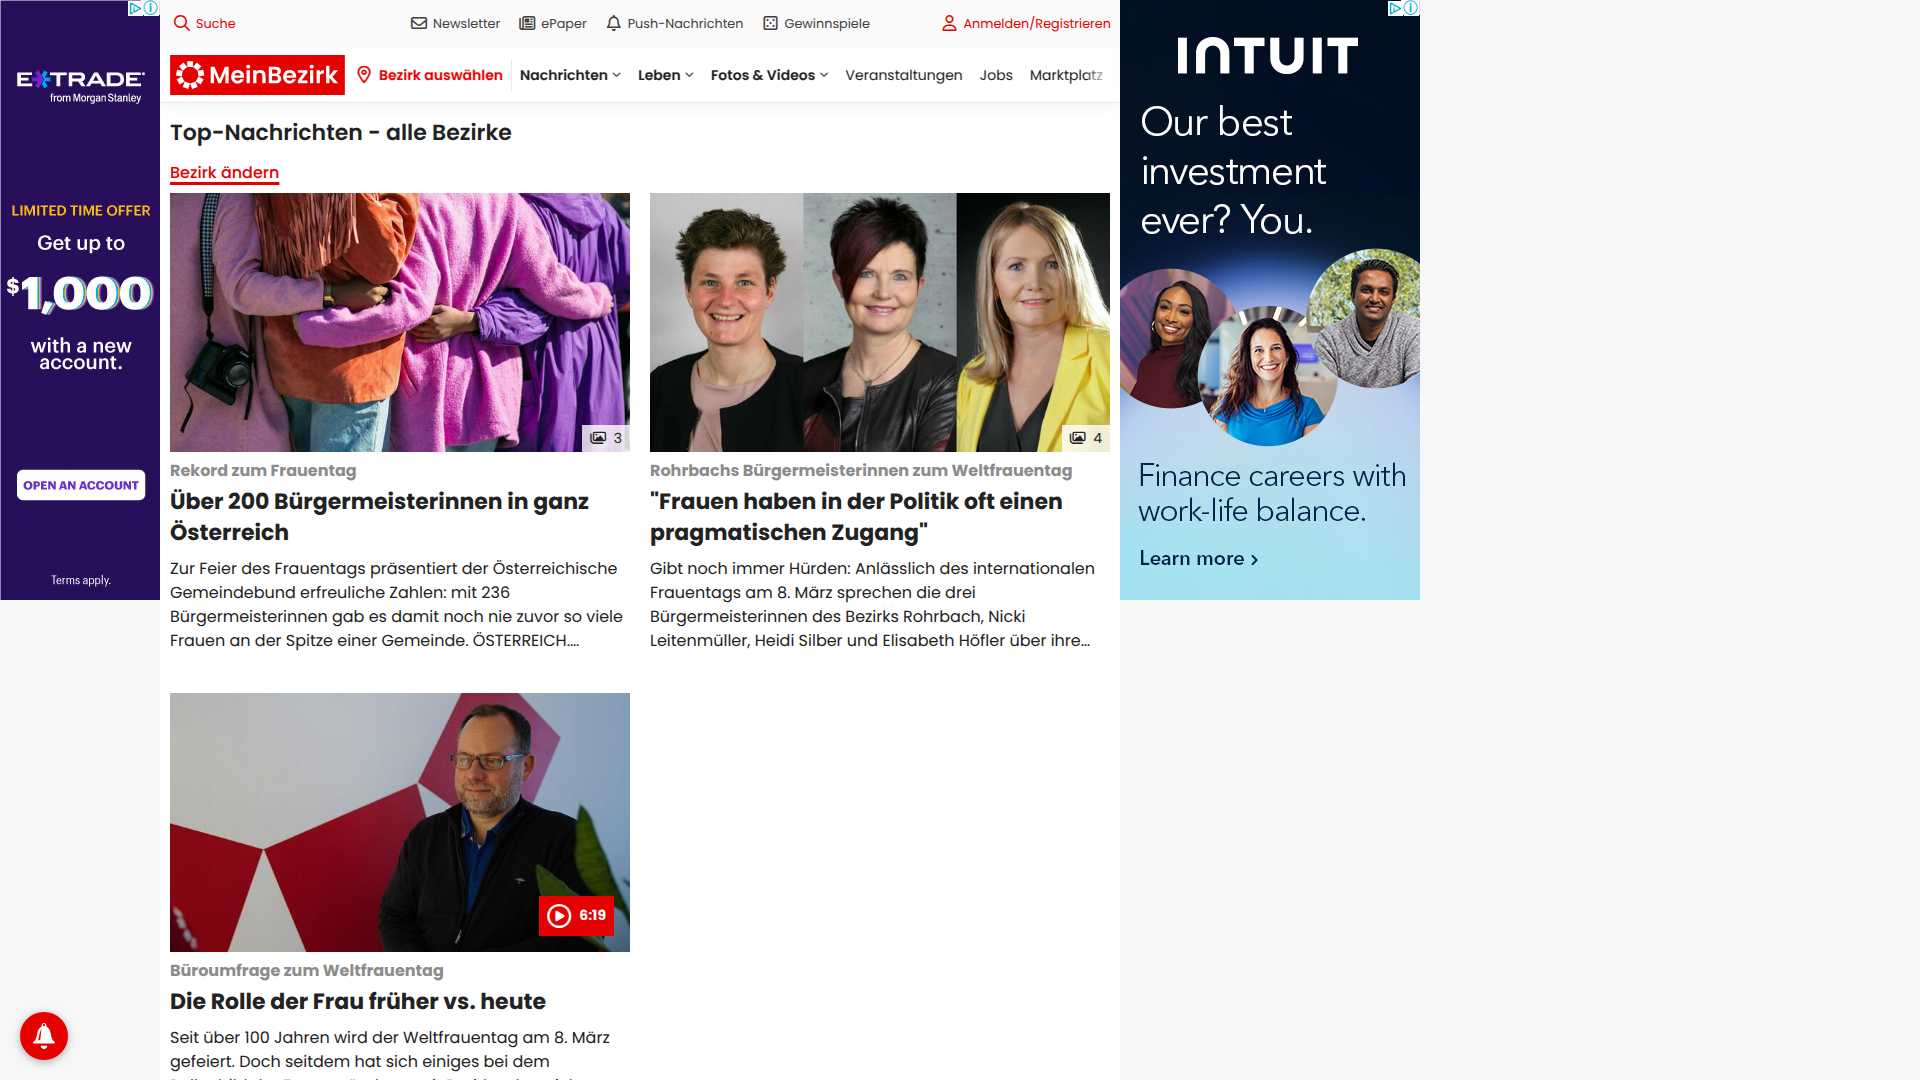 Suche
Newsletter
ePaper
Push-Nachrichten
Gewinnspiele
Anmelden/Registrieren
MeinBezirk
Bezirk auswählen
Nachrichten
Leben
Fotos & Videos
Veranstaltungen
Jobs
Marktplatz
Top-Nachrichten - alle Bezirke
Bezirk ändern
3
Rekord zum Frauentag
Über 200 Bürgermeisterinnen in ganz
Österreich
Zur Feier des Frauentags präsentiert der Österreichische
Gemeindebund erfreuliche Zahlen: mit 236
Bürgermeisterinnen gab es damit noch nie zuvor so viele
Frauen an der Spitze einer Gemeinde. ÖSTERREICH....
4
Rohrbachs Bürgermeisterinnen zum Weltfrauentag
"Frauen haben in der Politik oft einen
pragmatischen Zugang"
Gibt noch immer Hürden: Anlässlich des internationalen
Frauentags am 8. März sprechen die drei
Bürgermeisterinnen des Bezirks Rohrbach, Nicki
Leitenmüller, Heidi Silber und Elisabeth Höfler über ihre...
6:19
Büroumfrage zum Weltfrauentag
Die Rolle der Frau früher vs. heute
Seit über 100 Jahren wird der Weltfrauentag am 8. März
gefeiert. Doch seitdem hat sich einiges bei dem
E*TRADE
from Morgan Stanley
LIMITED TIME OFFER
Get up to
$1,000
with a new
account.
OPEN AN ACCOUNT
Terms apply.
INTUIT
Our best
investment
ever? You.
Finance careers with
work-life balance.
Learn more >